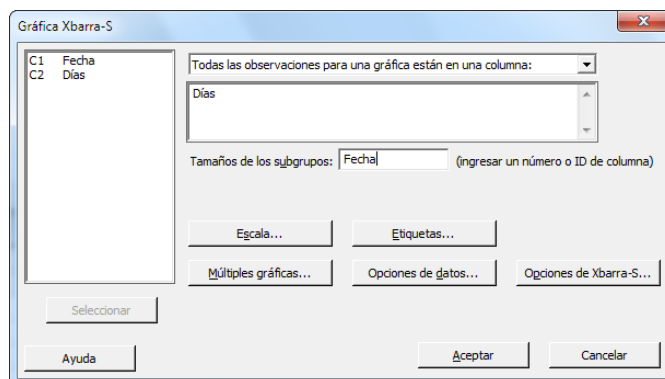 Gráfica Xbarra-S
C1 Fecha
C2 Días
Todas las observaciones para una gráfica están en una columna:
Días
Tamaños de los subgrupos: Fecha (ingresar un número o ID de columna)
Escala... Etiquetas...
Múltiples gráficas... Opciones de datos... Opciones de Xbarra-S...
Seleccionar
Ayuda Aceptar Cancelar